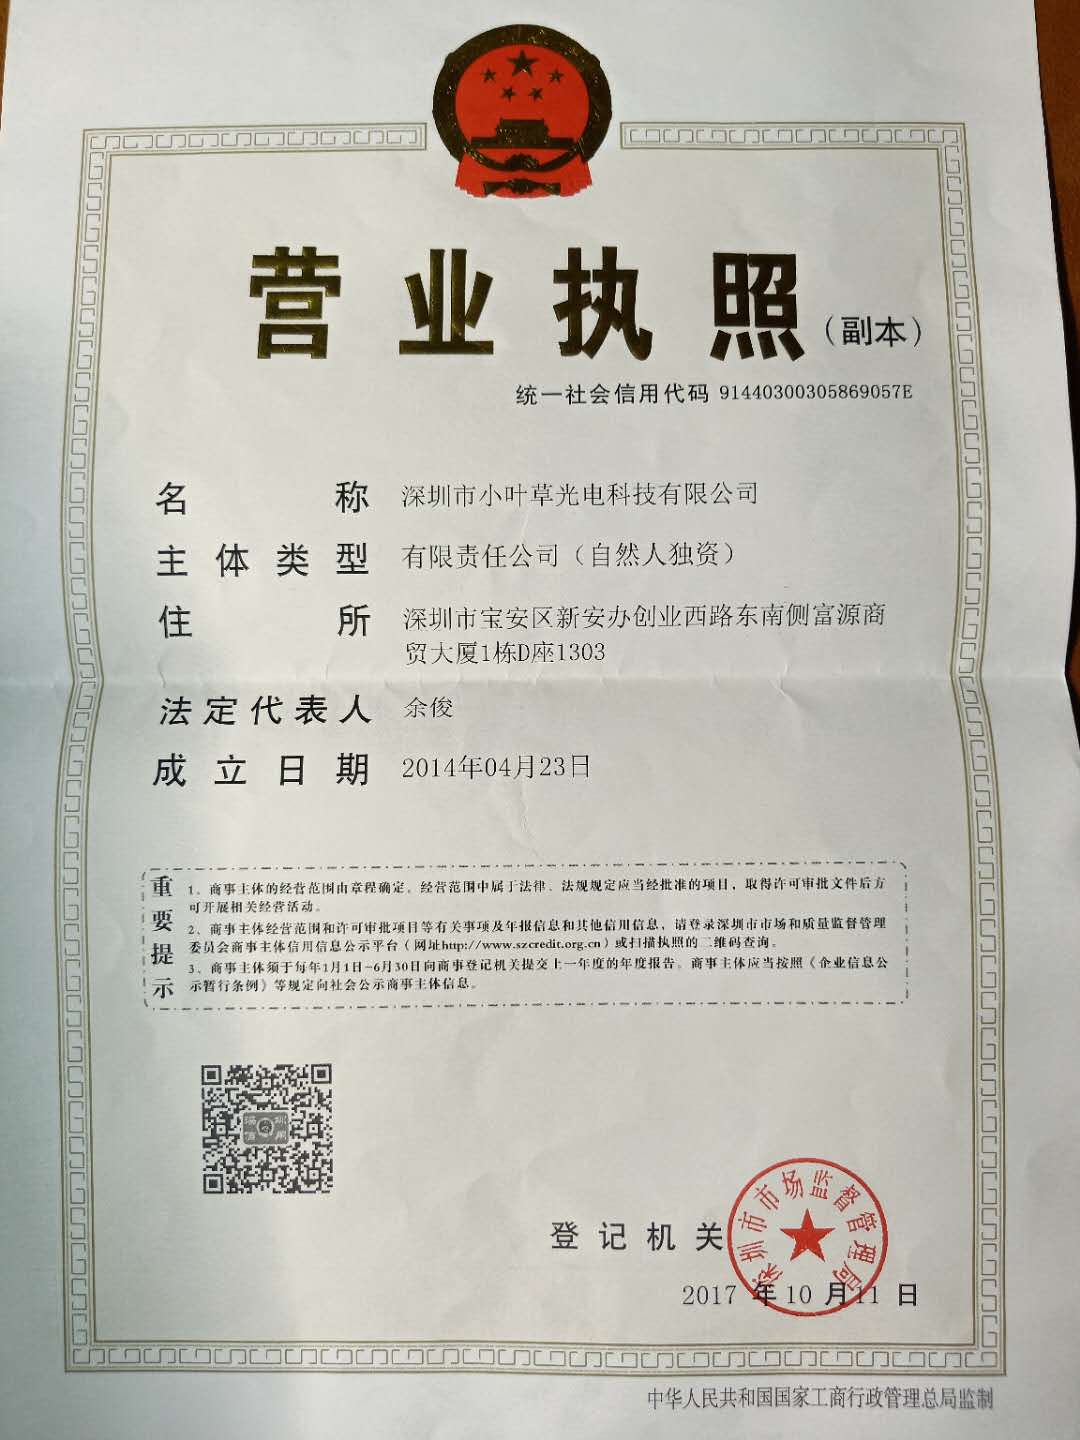 营业执照（副本）
统一社会信用代码 91440300305869057E
名称 深圳市小叶草光电科技有限公司
主体类型 有限责任公司（自然人独资）
住所 深圳市宝安区新安办创业西路东南侧富源商
贸大厦1栋D座1303
法定代表人 余俊
成立日期 2014年04月23日
重要提示
1、商事主体的经营范围由章程确定。经营范围中属于法律、法规规定应当经批准的项目，取得许可审批文件后方
可开展相关经营活动。
2、商事主体经营范围和许可审批项目等有关事项及年报信息和其他信用信息，请登录深圳市市场和质量监督管理
委员会商事主体信用信息公示平台（网址http://www.szcredit.org.cn）或扫描执照的二维码查询。
3、商事主体须于每年1月1日-6月30日向商事登记机关提交上一年度的年度报告。商事主体应当按照《企业信息公
示暂行条例》等规定向社会公示商事主体信息。
登记机关
深圳市市场监督管理局
2017 年 10 月 11 日
中华人民共和国国家工商行政管理总局监制